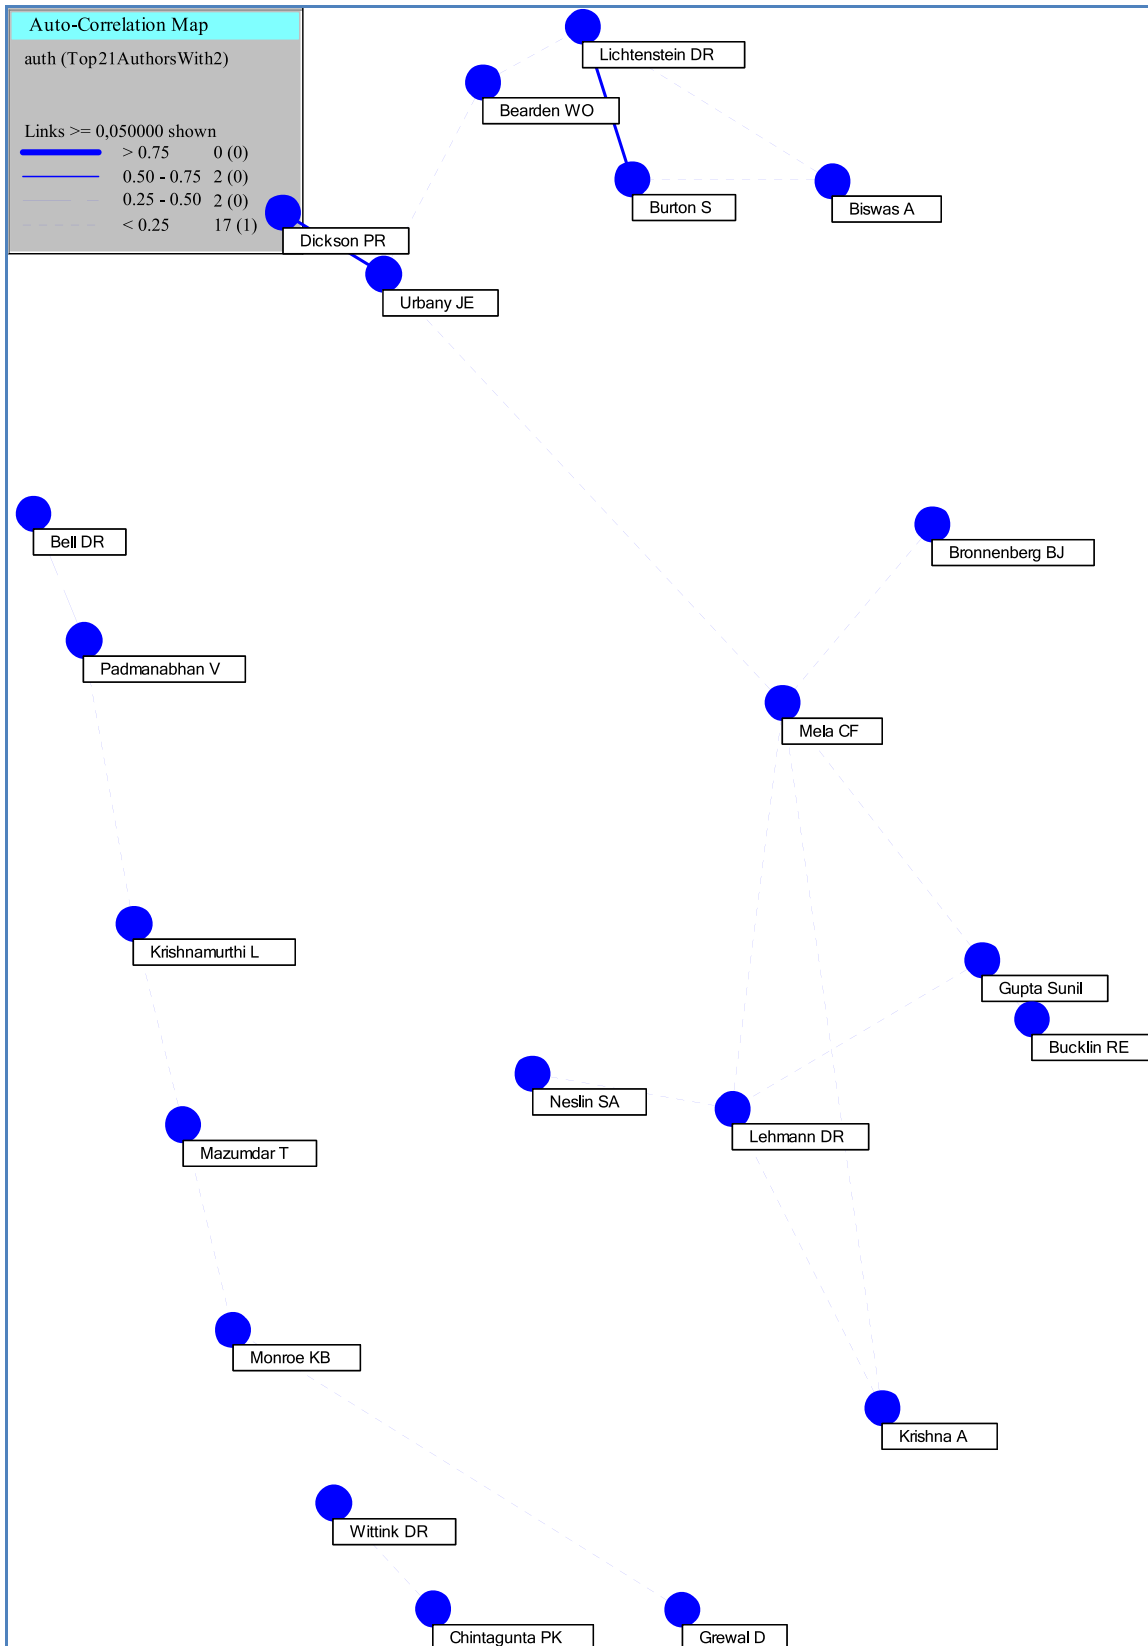 Auto-Correlation Map
auth (Top21AuthorsWith2)
Links >= 0,050000 shown
> 0.75 0 (0)
0.50 - 0.75 2 (0)
0.25 - 0.50 2 (0)
< 0.25 17 (1)
Lichtenstein DR
Bearden WO
Burton S
Biswas A
Dickson PR
Urbany JE
Bell DR
Bronnenberg BJ
Padmanabhan V
Mela CF
Krishnamurthi L
Gupta Sunil
Bucklin RE
Neslin SA
Lehmann DR
Mazumdar T
Monroe KB
Krishna A
Wittink DR
Chintagunta PK
Grewal D